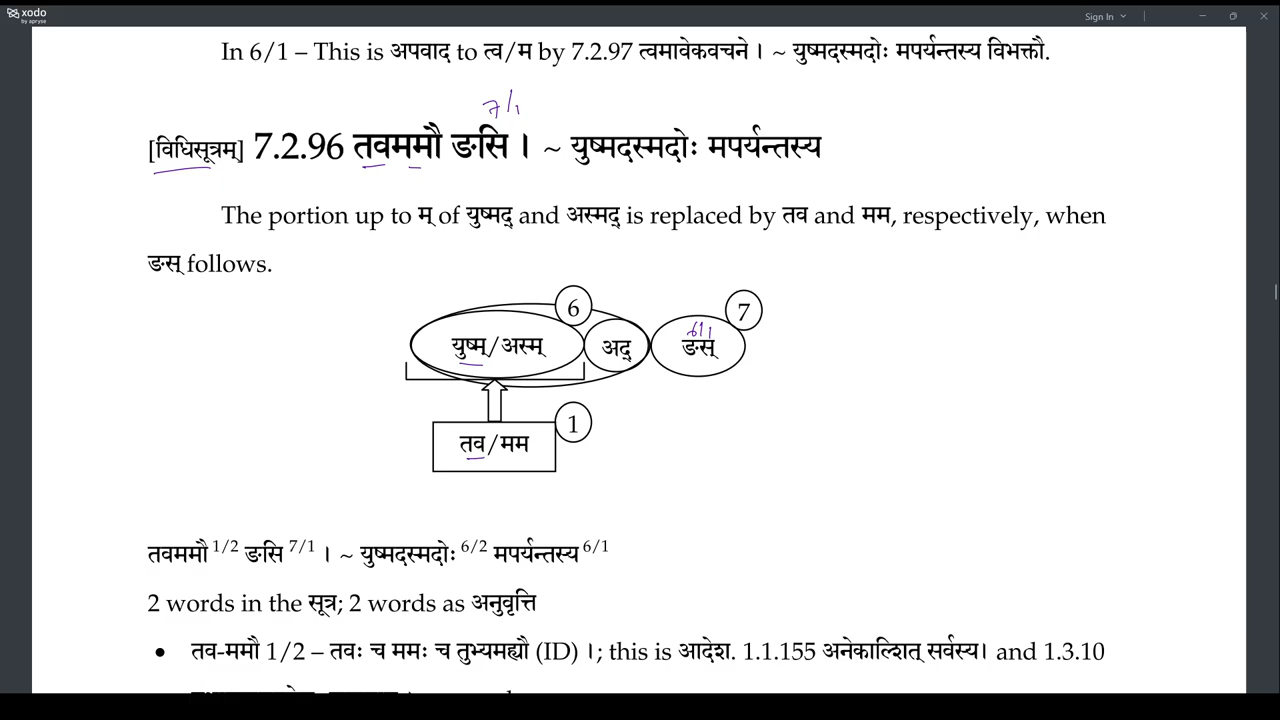 xodo
by apryse
Sign In
In 6/1 – This is अपवाद to त्व/म by 7.2.97 त्वमावेकवचने । ~ युष्मदस्मदोः मपर्यन्तस्य विभक्तौ.
7/1
[विधिसूत्रम्] 7.2.96 तवममौ ङसि । ~ युष्मदस्मदोः मपर्यन्तस्य
The portion up to म् of युष्मद् and अस्मद् is replaced by तव and मम, respectively, when
ङस् follows.
6
7
6/1
युष्म्/अस्म्
अद्
ङस्
1
तव/मम
तवममौ 1/2 ङसि 7/1 । ~ युष्मदस्मदोः 6/2 मपर्यन्तस्य 6/1
2 words in the सूत्र; 2 words as अनुवृत्ति
• तव-ममौ 1/2 – तवः च ममः च तुभ्यमह्यौ (ID) ।; this is आदेश. 1.1.155 अनेकाल्शित् सर्वस्य। and 1.3.10